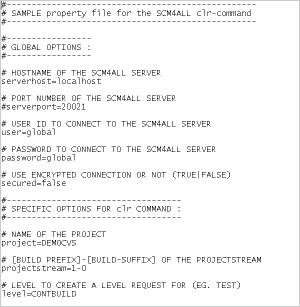 #--------------------------------------------------
# SAMPLE property file for the SCM4ALL clr-command
#--------------------------------------------------
#-----------------
# GLOBAL OPTIONS :
#-----------------
# HOSTNAME OF THE SCM4ALL SERVER
serverhost=localhost
# PORT NUMBER OF THE SCM4ALL SERVER
#serverport=20021
# USER ID TO CONNECT TO THE SCM4ALL SERVER
user=global
# PASSWORD TO CONNECT TO THE SCM4ALL SERVER
password=global
# USE ENCRYPTED CONNECTION OR NOT (TRUE|FALSE)
secured=false
#-----------------------------------
# SPECIFIC OPTIONS FOR clr COMMAND :
#-----------------------------------
# NAME OF THE PROJECT
project=DEMOCVS
# [BUILD PREFIX]-[BUILD-SUFFIX] OF THE PROJECTSTREAM
projectstream=1-0
# LEVEL TO CREATE A LEVEL REQUEST FOR (EG. TEST)
level=CONTBUILD